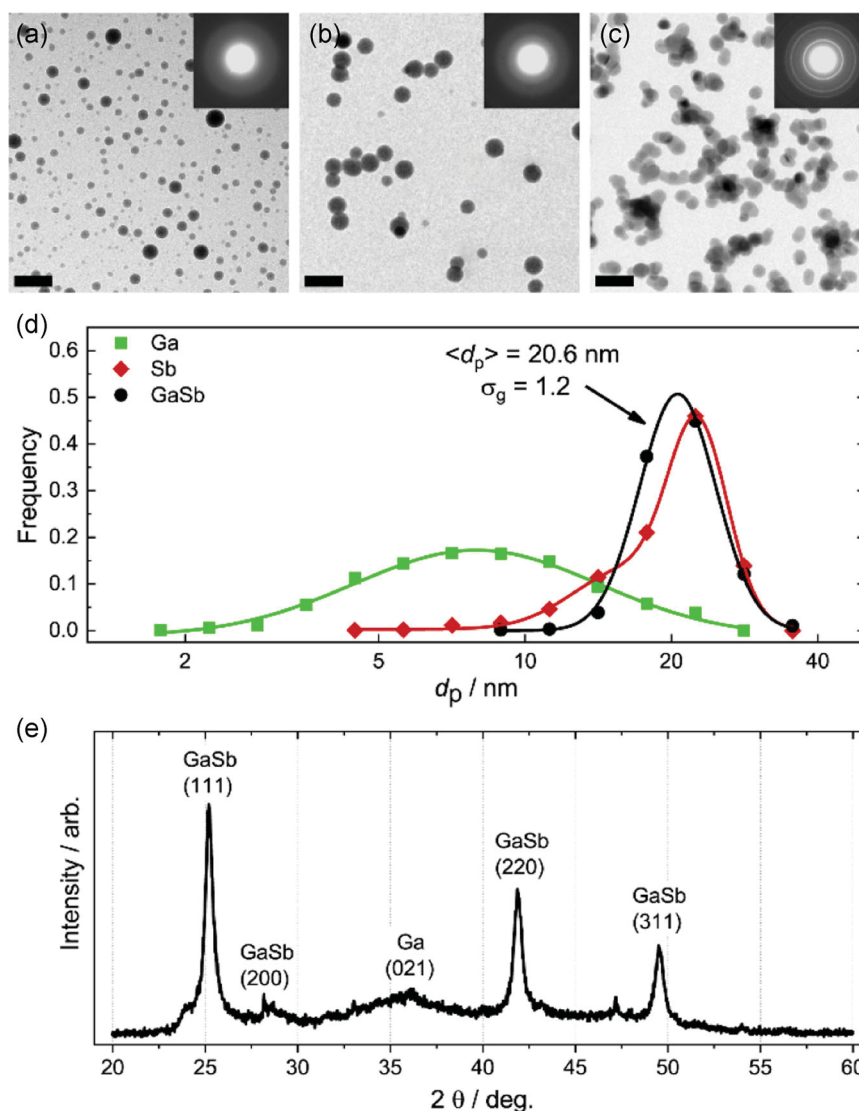 (a)
(b)
(c)
(d)
Ga
Sb
GaSb
<dₚ> = 20.6 nm
σg = 1.2
Frequency
0.6
0.5
0.4
0.3
0.2
0.1
0.0
2
5
10
20
40
dₚ / nm
(e)
GaSb
(111)
GaSb
(200)
Ga
(021)
GaSb
(220)
GaSb
(311)
Intensity / arb.
20
25
30
35
40
45
50
55
60
2 θ / deg.